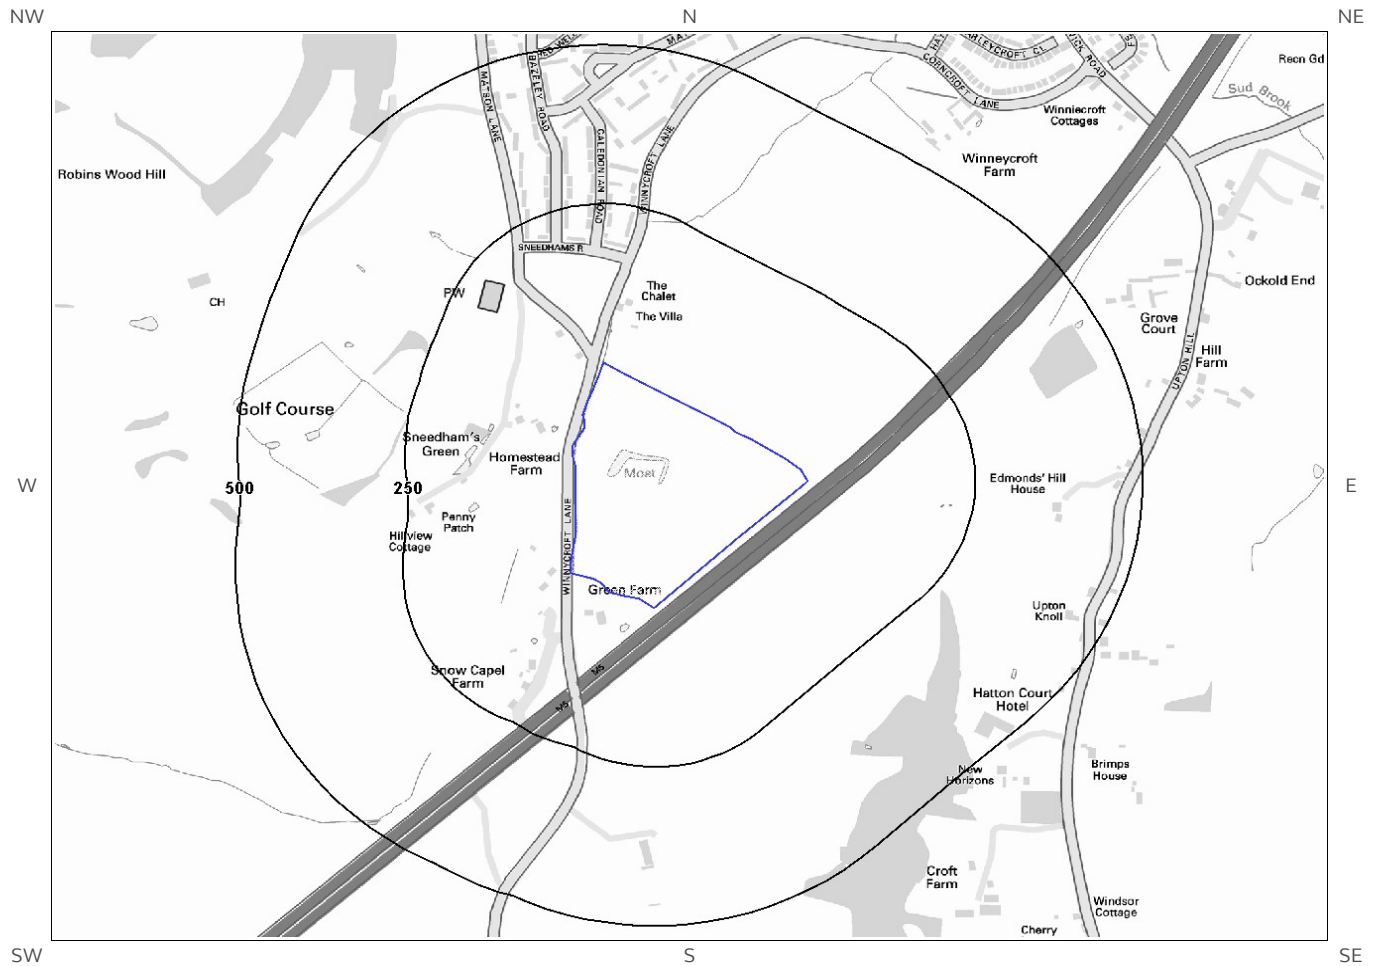 NW
N
NE
MATSON LANE
BAZELEY ROAD
CORNCROFT LANE
Recn Gd
Sud Brook
Winniecroft
Cottages
CALEDONIAN ROAD
WINNYCROFT LANE
Winneycroft
Farm
Robins Wood Hill
SNEEDHAMS R
Ockold End
PW
CH
The
Chalet
The Villa
Grove
Court
UPTON HILL
Hill
Farm
Golf Course
Sneedham's
Green
Homestead
Farm
Moat
W
500
250
Edmonds' Hill
House
E
Penny
Patch
WINNYCROFT LANE
Hillview
Cottage
Green Farm
Upton
Knoll
Snow Capel
Farm
M5
M5
Hatton Court
Hotel
New
Horizons
Brimps
House
Croft
Farm
Windsor
Cottage
Cherry
SW
S
SE